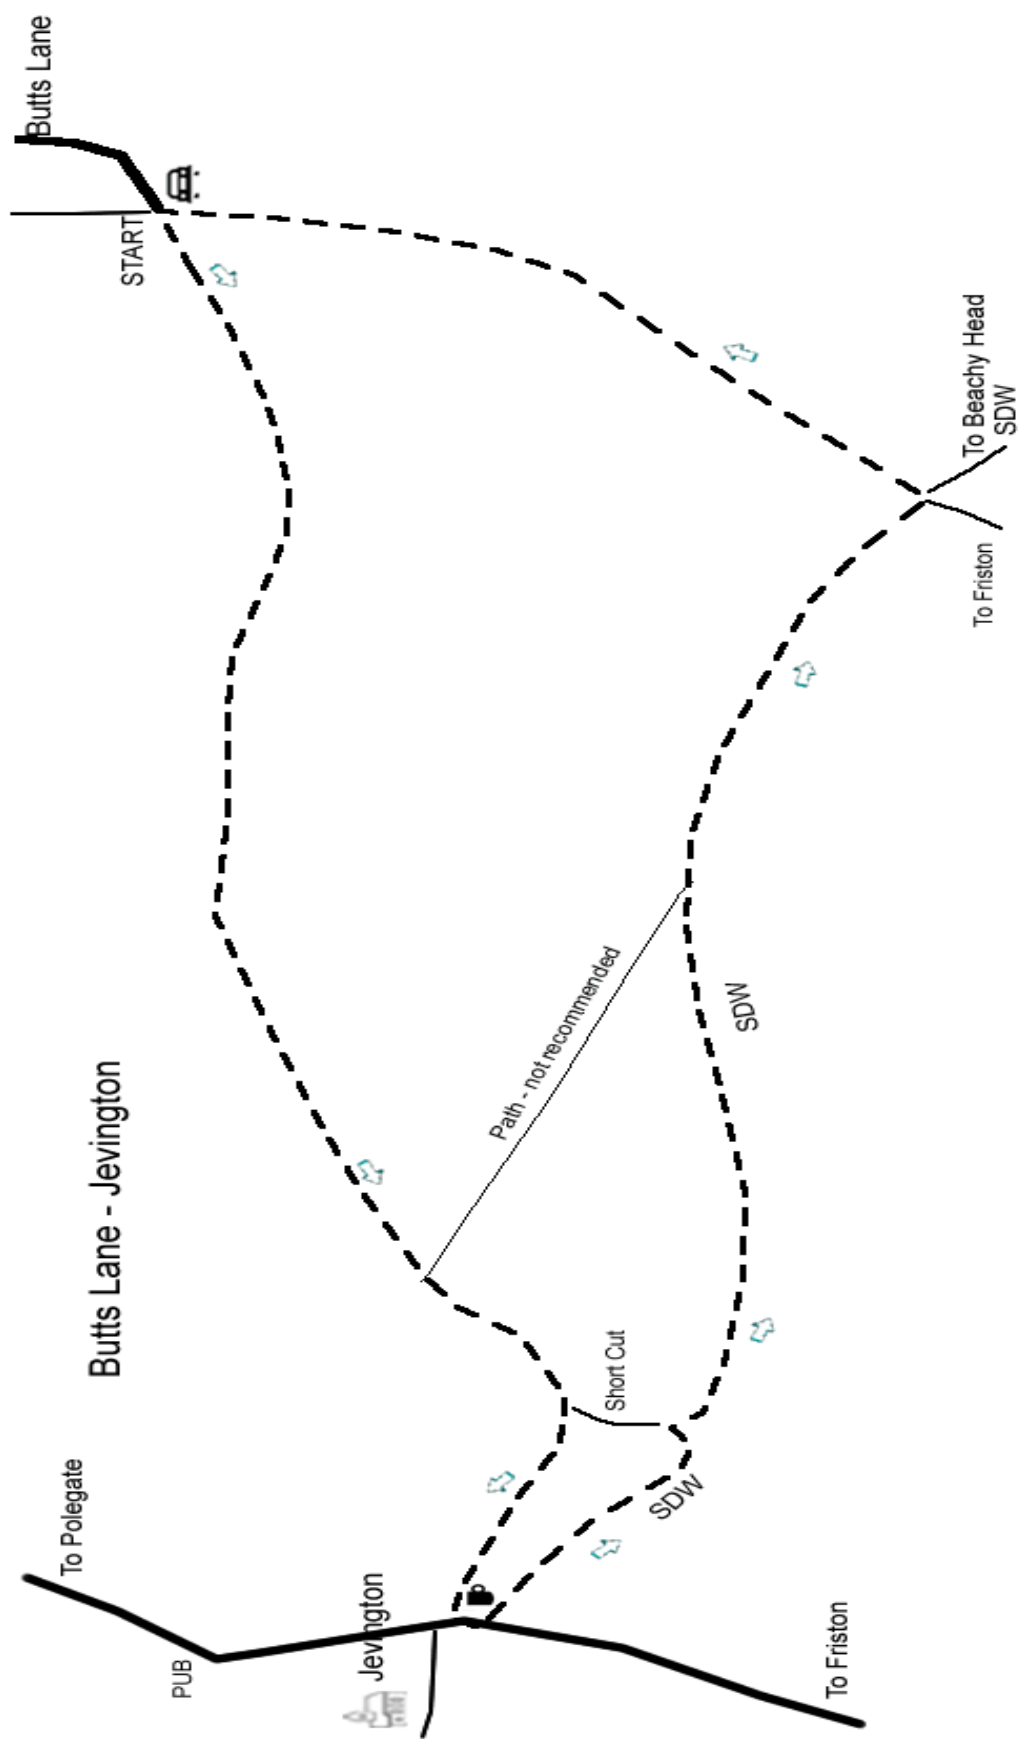 Butts Lane - Jevington
To Polegate
PUB
Jevington
To Friston
SDW
Short Cut
Path - not recommended
SDW
START
Butts Lane
To Friston
To Beachy Head
SDW